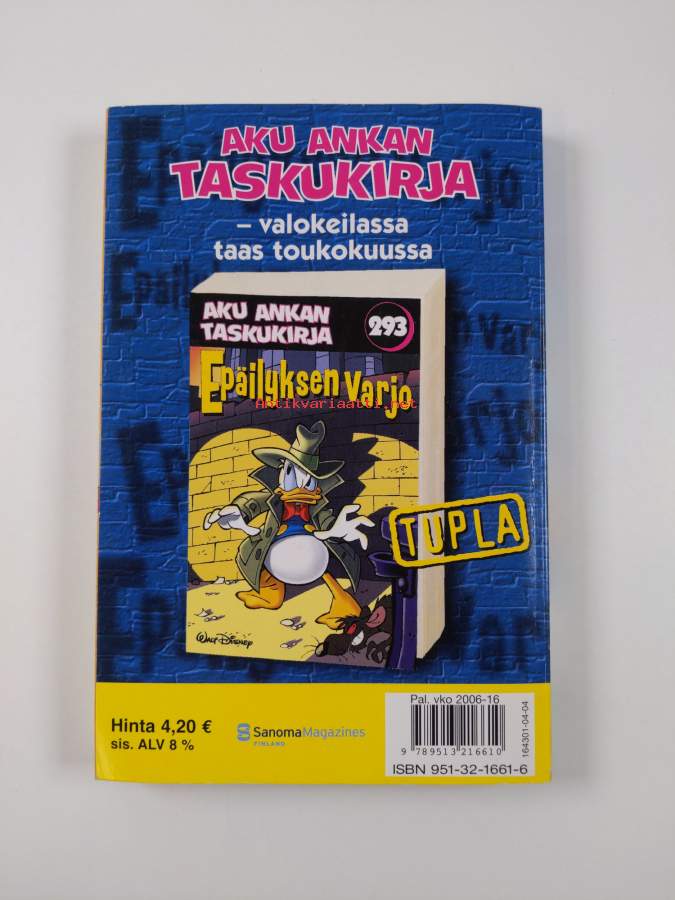 AKU ANKAN
TASKUKIRJA
– valokeilassa
taas toukokuussa
AKU ANKAN
TASKUKIRJA
293
Epäilyksen varjo
Antikvariaatti.net
TUPLA
WALT DISNEY
Hinta 4,20 €
sis. ALV 8 %
SanomaMagazines
FINLAND
Pal. vko 2006-16
9 789513 216610
ISBN 951-32-1661-6
164301-04-04